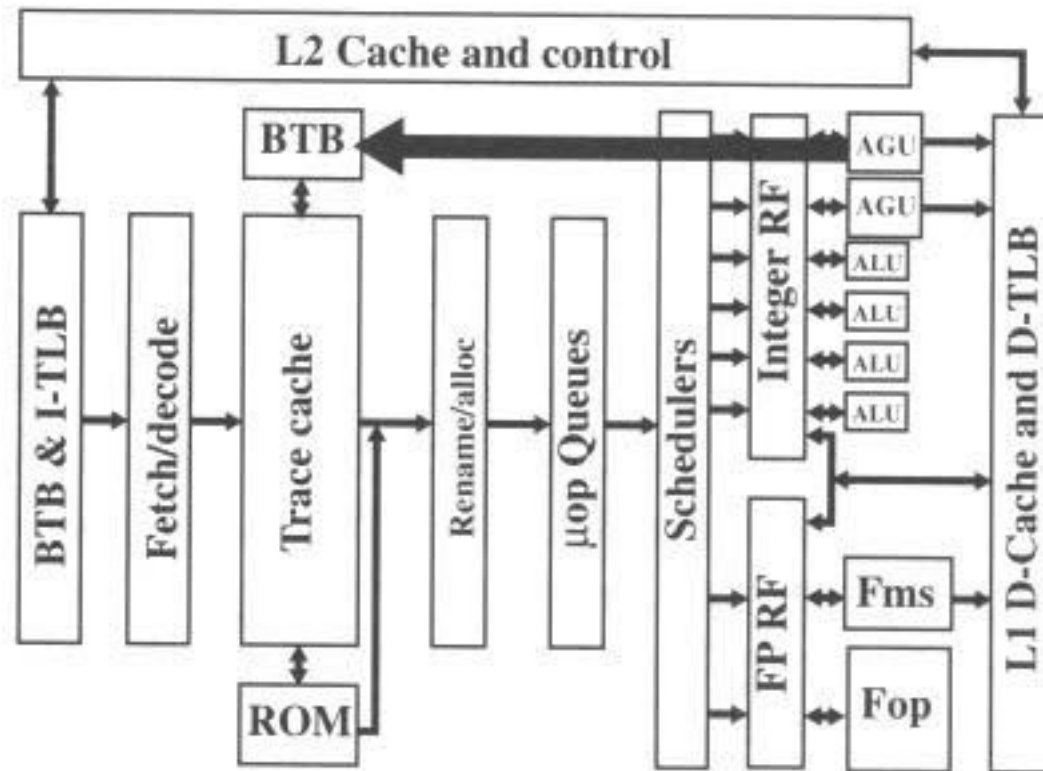 L2 Cache and control
BTB
BTB & I-TLB
Fetch/decode
Trace cache
ROM
Rename/alloc
μop Queues
Schedulers
Integer RF
FP RF
AGU
AGU
ALU
ALU
ALU
ALU
Fms
Fop
L1 D-Cache and D-TLB